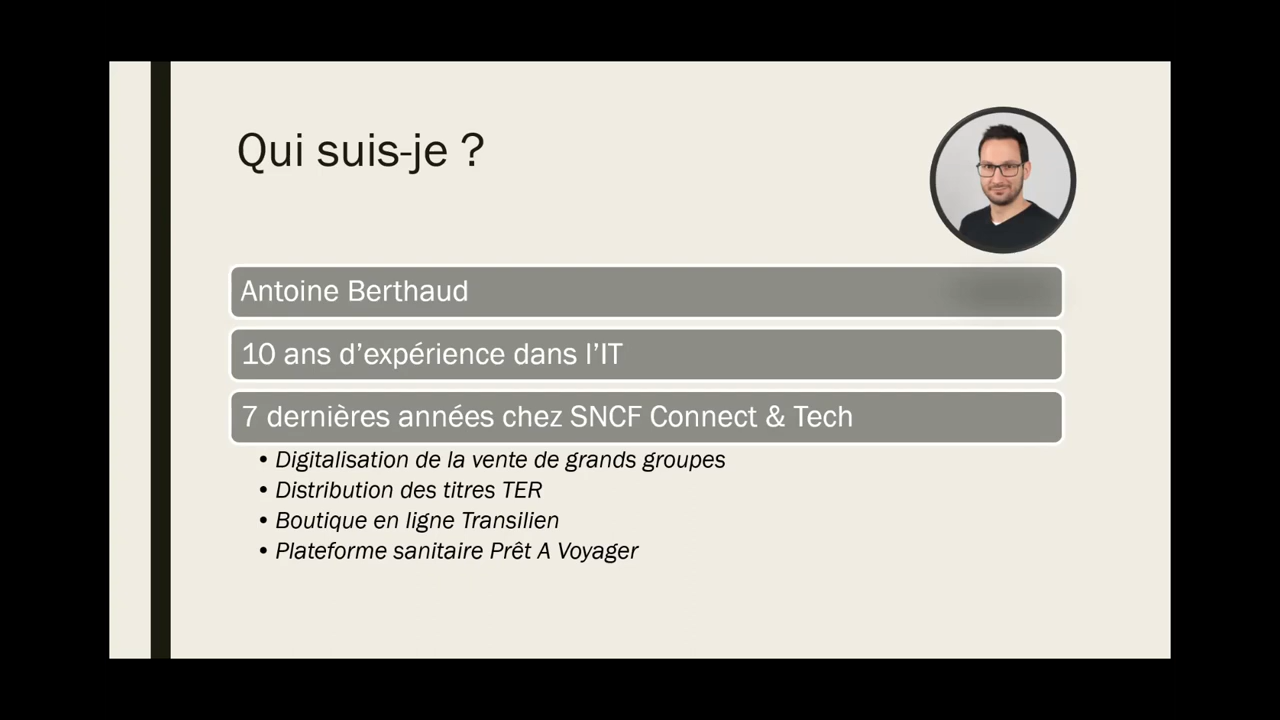 Qui suis-je ?
Antoine Berthaud
10 ans d’expérience dans l’IT
7 dernières années chez SNCF Connect & Tech
• Digitalisation de la vente de grands groupes
• Distribution des titres TER
• Boutique en ligne Transilien
• Plateforme sanitaire Prêt A Voyager